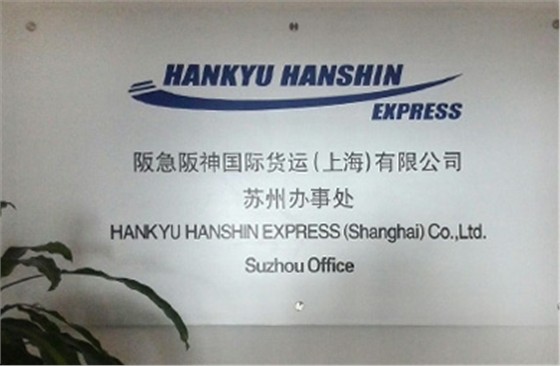 HANKYU HANSHIN
EXPRESS
阪急阪神国际货运(上海)有限公司
苏州办事处
HANKYU HANSHIN EXPRESS (Shanghai) Co.,Ltd.
Suzhou Office